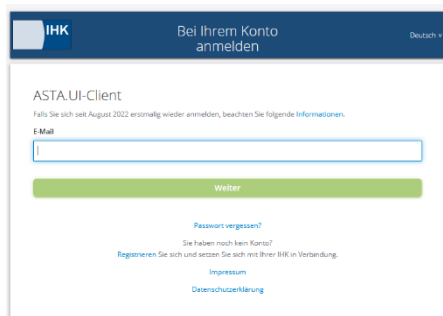 IHK
Bei Ihrem Konto
anmelden
Deutsch
ASTA.UI-Client
Falls Sie sich seit August 2022 erstmalig wieder anmelden, beachten Sie folgende Informationen.
E-Mail
Weiter
Passwort vergessen?
Sie haben noch kein Konto?
Registrieren Sie sich und setzen Sie sich mit Ihrer IHK in Verbindung.
Impressum
Datenschutzerklärung